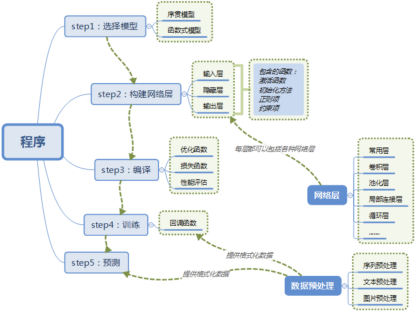 程序
step1：选择模型
序贯模型
函数式模型
step2：构建网络层
输入层
隐藏层
输出层
包含的函数：
激活函数
初始化方法
正则项
约束项
step3：编译
优化函数
损失函数
性能评估
每层都可以包括各种网络层
网络层
常用层
卷积层
池化层
局部连接层
循环层
......
step4：训练
回调函数
step5：预测
提供格式化数据
提供格式化数据
数据预处理
序列预处理
文本预处理
图片预处理